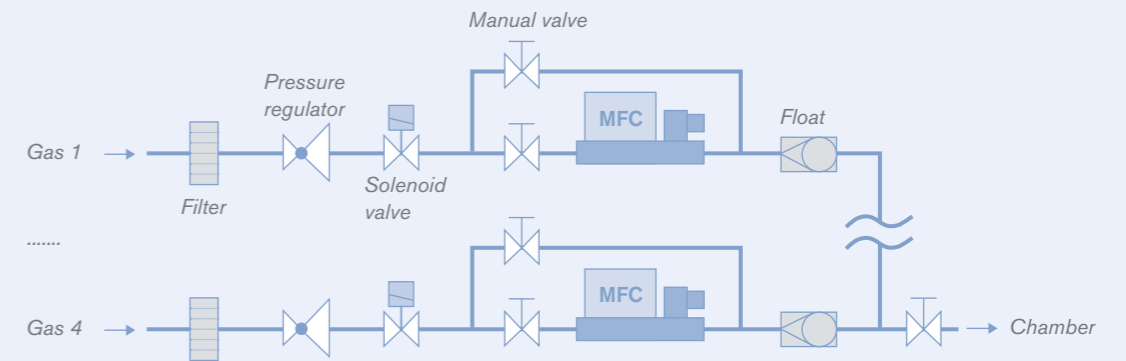 Manual valve
Pressure
regulator
MFC
Float
Gas 1
Solenoid
valve
Filter
.......
MFC
Gas 4
Chamber